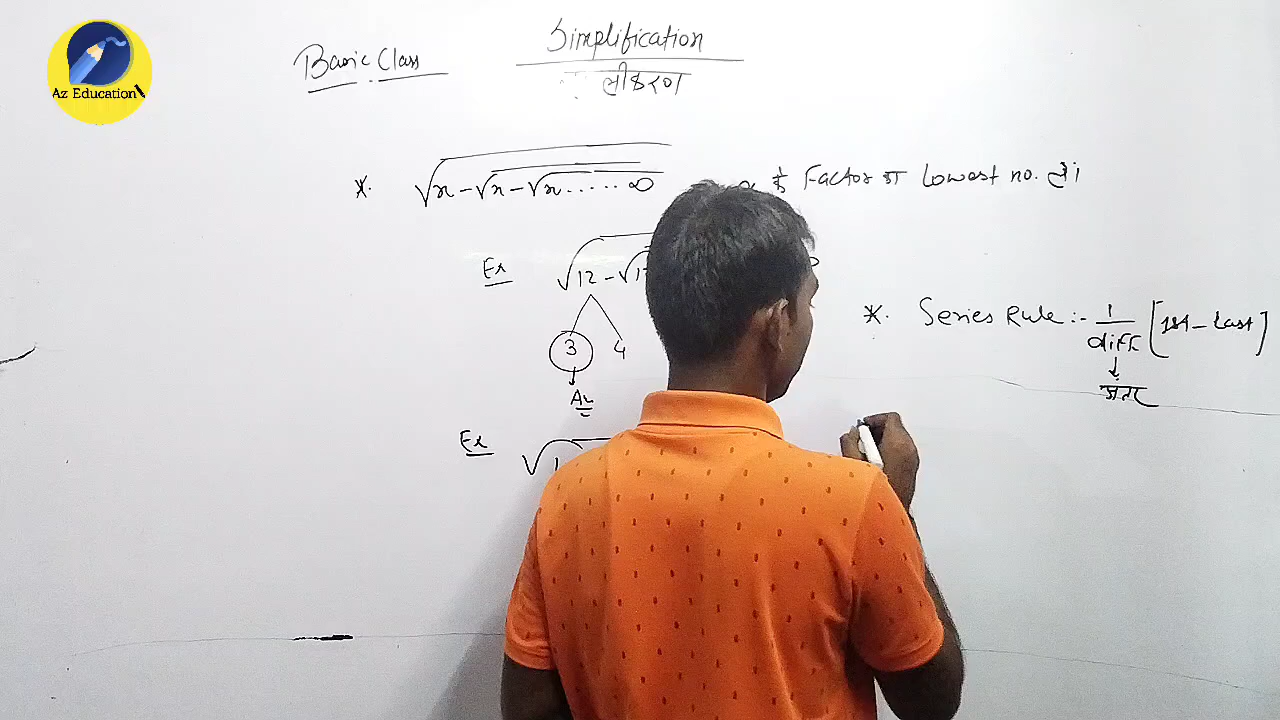 Az Education
Basic Class
Simplification
लीकरण
*. √x-√x-√x.....∞ के Factor का Lowest no. है।
Ex √12-√1
3 4
Ex √1
*. Series Rule:- 1/diff [1st-Last]
अन्तर